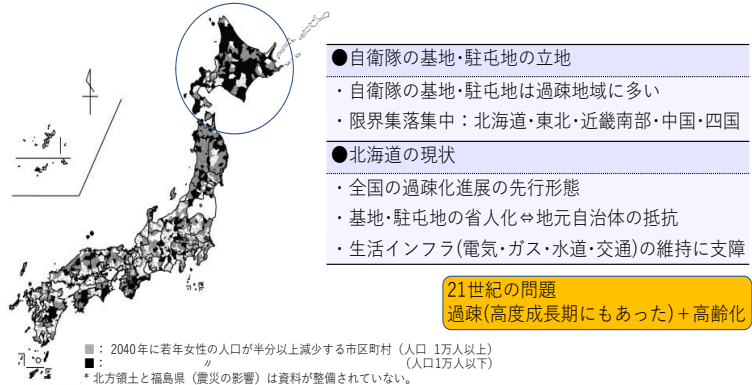 ●自衛隊の基地･駐屯地の立地
・自衛隊の基地･駐屯地は過疎地域に多い
・限界集落集中：北海道･東北･近畿南部･中国･四国
●北海道の現状
・全国の過疎化進展の先行形態
・基地･駐屯地の省人化⇔地元自治体の抵抗
・生活インフラ(電気･ガス･水道･交通)の維持に支障
21世紀の問題
過疎(高度成長期にもあった)＋高齢化
■：2040年に若年女性の人口が半分以上減少する市区町村（人口 1万人以上）
■：　　　　　　　〃　　　　　　　（人口1万人以下）
* 北方領土と福島県（震災の影響）は資料が整備されていない。